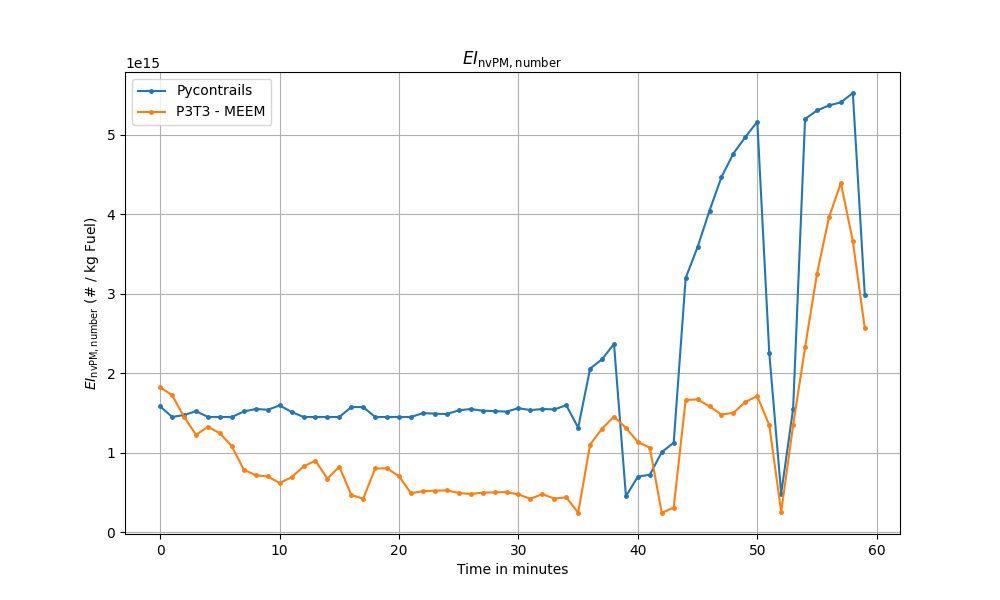 EI_nvPM, number
1e15
Pycontrails
P3T3 - MEEM
EI_nvPM, number (# / kg Fuel)
5
4
3
2
1
0
0 10 20 30 40 50 60
Time in minutes